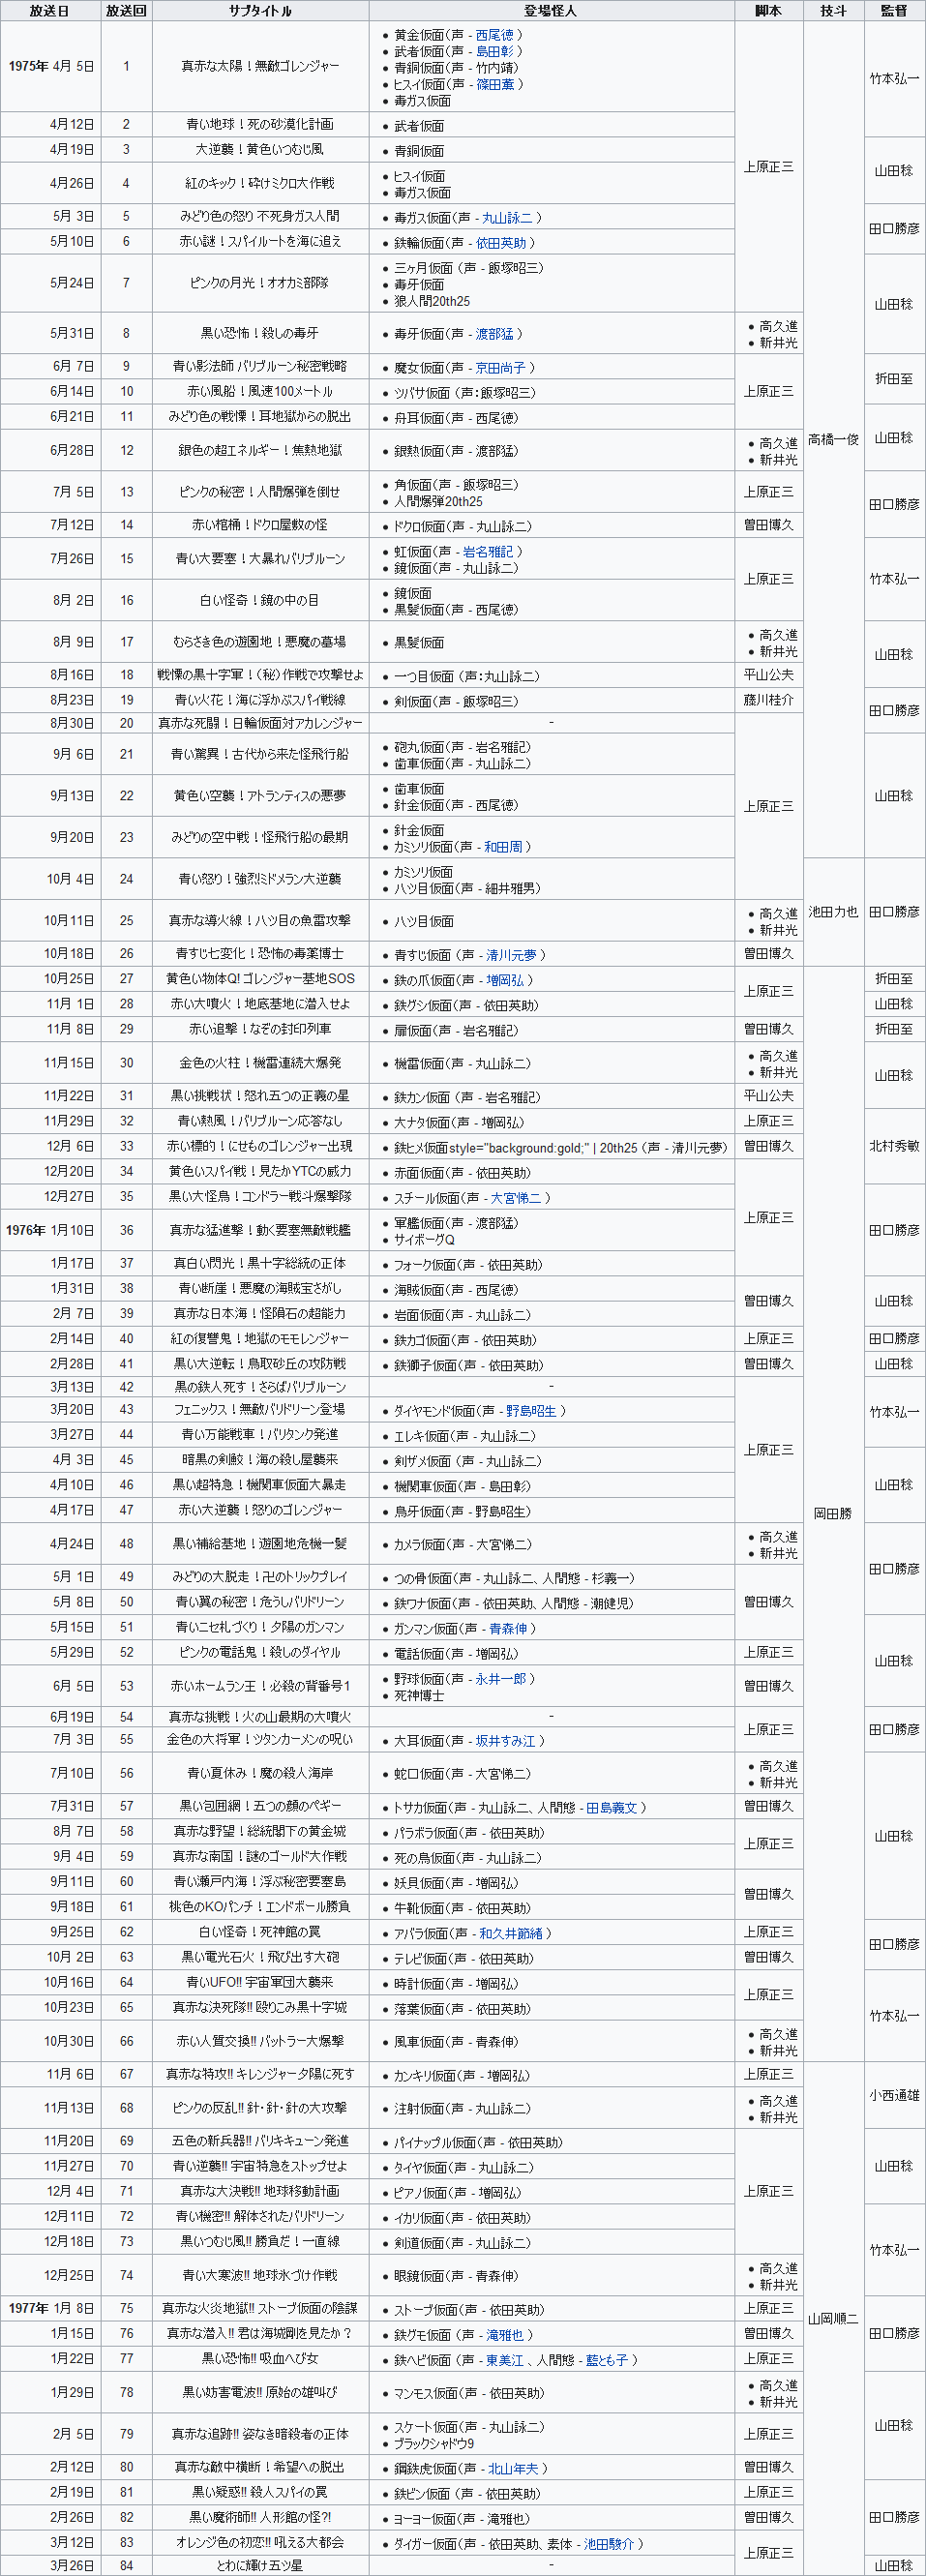 放送日 放送回 サブタイトル 登場怪人 脚本 技斗 監督
1975年 4月 5日 1 真赤な太陽！無敵ゴレンジャー
黄金仮面（声 - 西尾徳 ）
武者仮面（声 - 島田彰 ）
青銅仮面（声 - 竹内靖）
ヒスイ仮面（声 - 篠田薫 ）
毒ガス仮面
上原正三 高橋一俊 竹本弘一
4月12日 2 青い地球！死の砂漠化計画 武者仮面
4月19日 3 大逆襲！黄色いつむじ風 青銅仮面 山田稔
4月26日 4 紅のキック！砕けミクロ大作戦
ヒスイ仮面
毒ガス仮面
5月 3日 5 みどり色の怒り 不死身ガス人間 毒ガス仮面（声 - 丸山詠二 ） 田口勝彦
5月10日 6 赤い謎！スパイルートを海に追え 鉄輪仮面（声 - 依田英助 ）
5月24日 7 ピンクの月光！オオカミ部隊
三ヶ月仮面 （声 - 飯塚昭三）
毒牙仮面
狼人間20th25
山田稔
5月31日 8 黒い恐怖！殺しの毒牙 毒牙仮面（声 - 渡部猛 ）
高久進
新井光
6月 7日 9 青い影法師 バリブルーン秘密戦略 魔女仮面（声 - 京田尚子 ） 上原正三 折田至
6月14日 10 赤い風船！風速100メートル ツバサ仮面 （声：飯塚昭三）
6月21日 11 みどり色の戦慄！耳地獄からの脱出 舟耳仮面（声 - 西尾徳） 山田稔
6月28日 12 銀色の超エネルギー！焦熱地獄 銀熱仮面（声 - 渡部猛）
高久進
新井光
7月 5日 13 ピンクの秘密！人間爆弾を倒せ
角仮面（声 - 飯塚昭三）
人間爆弾20th25
上原正三 田口勝彦
7月12日 14 赤い棺桶！ドクロ屋敷の怪 ドクロ仮面（声 - 丸山詠二） 曽田博久
7月26日 15 青い大要塞！大暴れバリブルーン
虹仮面（声 - 岩名雅記 ）
鏡仮面（声 - 丸山詠二）
上原正三 竹本弘一
8月 2日 16 白い怪奇！鏡の中の目
鏡仮面
黒髪仮面（声 - 西尾徳）
8月 9日 17 むらさき色の遊園地！悪魔の墓場 黒髪仮面
高久進
新井光
山田稔
8月16日 18 戦慄の黒十字軍！（秘）作戦で攻撃せよ 一つ目仮面 （声：丸山詠二） 平山公夫
8月23日 19 青い火花！海に浮かぶスパイ戦線 剣仮面（声 - 飯塚昭三） 藤川桂介 田口勝彦
8月30日 20 真赤な死闘！日輪仮面対アカレンジャー - 上原正三
9月 6日 21 青い驚異！古代から来た怪飛行船
砲丸仮面（声 - 岩名雅記）
歯車仮面（声 - 丸山詠二）
山田稔
9月13日 22 黄色い空襲！アトランティスの悪夢
歯車仮面
針金仮面（声 - 西尾徳）
9月20日 23 みどりの空中戦！怪飛行船の最期
針金仮面
カミソリ仮面（声 - 和田周 ）
10月 4日 24 青い怒り！強烈ミドメラン大逆襲
カミソリ仮面
ハツ目仮面（声 - 細井雅男）
池田力也 田口勝彦
10月11日 25 真赤な導火線！ハツ目の魚雷攻撃 ハツ目仮面
高久進
新井光
10月18日 26 青すじ七変化！恐怖の毒薬博士 青すじ仮面 （声 - 清川元夢 ） 曽田博久
10月25日 27 黄色い物体Q! ゴレンジャー基地SOS 鉄の爪仮面（声 - 増岡弘 ） 上原正三 岡田勝 折田至
11月 1日 28 赤い大噴火！地底基地に潜入せよ 鉄グシ仮面（声 - 依田英助） 山田稔
11月 8日 29 赤い追撃！なぞの封印列車 扉仮面（声 - 岩名雅記） 曽田博久 折田至
11月15日 30 金色の火柱！機雷連続大爆発 機雷仮面（声 - 丸山詠二）
高久進
新井光
山田稔
11月22日 31 黒い挑戦状！怒れ五つの正義の星 鉄カン仮面 （声 - 岩名雅記） 平山公夫
11月29日 32 青い熱風！バリブルーン応答なし 大ナタ仮面（声 - 増岡弘） 上原正三 北村秀敏
12月 6日 33 赤い標的！にせものゴレンジャー出現 鉄ヒメ仮面style="background:gold;" | 20th25 （声 - 清川元夢） 曽田博久
12月20日 34 黄色いスパイ戦！見たかYTCの威力 赤面仮面（声 - 依田英助） 上原正三
12月27日 35 黒い大怪鳥！コンドラー戦斗爆撃隊 スチール仮面（声 - 大宮悌二 ） 田口勝彦
1976年 1月10日 36 真赤な猛進撃！動く要塞無敵戦艦
軍艦仮面（声 - 渡部猛）
サイボーグQ
1月17日 37 真白い閃光！黒十字総統の正体 フォーク仮面（声 - 依田英助）
1月31日 38 青い断崖！悪魔の海賊宝さがし 海賊仮面（声 - 西尾徳） 曽田博久 山田稔
2月 7日 39 真赤な日本海！怪隕石の超能力 岩面仮面（声 - 丸山詠二）
2月14日 40 紅の復讐鬼！地獄のモモレンジャー 鉄カゴ仮面（声 - 依田英助） 上原正三 田口勝彦
2月28日 41 黒い大逆転！鳥取砂丘の攻防戦 鉄獅子仮面（声 - 依田英助） 曽田博久 山田稔
3月13日 42 黒の鉄人死す！さらばバリブルーン - 上原正三 竹本弘一
3月20日 43 フェニックス！無敵バリドリーン登場 ダイヤモンド仮面（声 - 野島昭生 ）
3月27日 44 青い万能戦車！バリタンク発進 エレキ仮面（声 - 丸山詠二）
4月 3日 45 暗黒の剣鮫！海の殺し屋襲来 剣ザメ仮面 （声 - 丸山詠二） 山田稔
4月10日 46 黒い超特急！機関車仮面大暴走 機関車仮面（声 - 島田彰）
4月17日 47 赤い大逆襲！怒りのゴレンジャー 鳥牙仮面（声 - 野島昭生）
4月24日 48 黒い補給基地！遊園地危機一髪 カメラ仮面（声 - 大宮悌二）
高久進
新井光
田口勝彦
5月 1日 49 みどりの大脱走！卍のトリックプレイ つの骨仮面（声 - 丸山詠二、人間態 - 杉義一） 曽田博久
5月 8日 50 青い翼の秘密！危うしバリドリーン 鉄ワナ仮面（声 - 依田英助、人間態 - 潮健児）
5月15日 51 青いニセ札づくり！夕陽のガンマン ガンマン仮面（声 - 青森伸 ） 山田稔
5月29日 52 ピンクの電話鬼！殺しのダイヤル 電話仮面（声 - 増岡弘） 上原正三
6月 5日 53 赤いホームラン王！必殺の背番号1
野球仮面（声 - 永井一郎 ）
死神博士
曽田博久
6月19日 54 真赤な挑戦！火の山最期の大噴火 - 上原正三 田口勝彦
7月 3日 55 金色の大将軍！ツタンカーメンの呪い 大耳仮面（声 - 坂井すみ江 ）
7月10日 56 青い夏休み！魔の殺人海岸 蛇口仮面（声 - 大宮悌二）
高久進
新井光
山田稔
7月31日 57 黒い包囲網！五つの顔のペギー トサカ仮面（声 - 丸山詠二、人間態 - 田島義文 ） 曽田博久
8月 7日 58 真赤な野望！総統閣下の黄金城 パラボラ仮面（声 - 依田英助） 上原正三
9月 4日 59 真赤な南国！謎のゴールド大作戦 死の鳥仮面（声 - 丸山詠二）
9月11日 60 青い瀬戸内海！浮ぶ秘密要塞島 妖貝仮面（声 - 増岡弘） 曽田博久
9月18日 61 桃色のKOパンチ！エンドボール勝負 牛靴仮面（声 - 依田英助）
9月25日 62 白い怪奇！死神館の罠 アバラ仮面（声 - 和久井節緒 ） 上原正三 田口勝彦
10月 2日 63 黒い電光石火！飛び出す大砲 テレビ仮面（声 - 依田英助） 曽田博久
10月16日 64 青いUFO!! 宇宙軍団大襲来 時計仮面（声 - 増岡弘） 上原正三 竹本弘一
10月23日 65 真赤な決死隊!! 殴りこみ黒十字城 落葉仮面（声 - 依田英助）
10月30日 66 赤い人質交換!! バットラー大爆撃 風車仮面（声 - 青森伸）
高久進
新井光
11月 6日 67 真赤な特攻!! キレンジャー夕陽に死す カンキリ仮面（声 - 増岡弘） 上原正三 山岡順二 小西通雄
11月13日 68 ピンクの反乱!! 針・針・針の大攻撃 注射仮面（声 - 丸山詠二）
高久進
新井光
11月20日 69 五色の新兵器!! バリキキューン発進 パイナップル仮面（声 - 依田英助） 上原正三 山田稔
11月27日 70 青い逆襲!! 宇宙特急をストップせよ タイヤ仮面（声 - 丸山詠二）
12月 4日 71 真赤な大決戦!! 地球移動計画 ピアノ仮面（声 - 増岡弘）
12月11日 72 青い機密!! 解体されたバリドリーン イカリ仮面（声 - 依田英助） 竹本弘一
12月18日 73 黒いつむじ風!! 勝負だ！一直線 剣道仮面（声 - 丸山詠二）
12月25日 74 青い大寒波!! 地球氷づけ作戦 眼鏡仮面（声 - 青森伸）
高久進
新井光
1977年 1月 8日 75 真赤な火炎地獄!! ストーブ仮面の陰謀 ストーブ仮面（声 - 依田英助） 上原正三 田口勝彦
1月15日 76 真赤な潜入!! 君は海城剛を見たか？ 鉄グモ仮面 （声 - 滝雅也 ） 曽田博久
1月22日 77 黒い恐怖!! 吸血へび女 鉄ヘビ仮面 （声 - 東美江 、人間態 - 藍とも子 ） 上原正三
1月29日 78 黒い妨害電波!! 原始の雄叫び マンモス仮面（声 - 依田英助）
高久進
新井光
山田稔
2月 5日 79 真赤な追跡!! 姿なき暗殺者の正体
スケート仮面（声 - 丸山詠二）
ブラックシャドウ9
上原正三
2月12日 80 真赤な敵中横断！希望への脱出 鋼鉄虎仮面（声 - 北山年夫 ） 曽田博久
2月19日 81 黒い疑惑!! 殺人スパイの罠 鉄ビン仮面 （声 - 依田英助） 上原正三 田口勝彦
2月26日 82 黒い魔術師!! 人形館の怪?! ヨーヨー仮面（声 - 滝雅也） 曽田博久
3月12日 83 オレンジ色の初恋!! 吼える大都会 ダイガー仮面（声 - 依田英助、素体 - 池田駿介 ） 上原正三
3月26日 84 とわに輝け五ツ星 - 山田稔